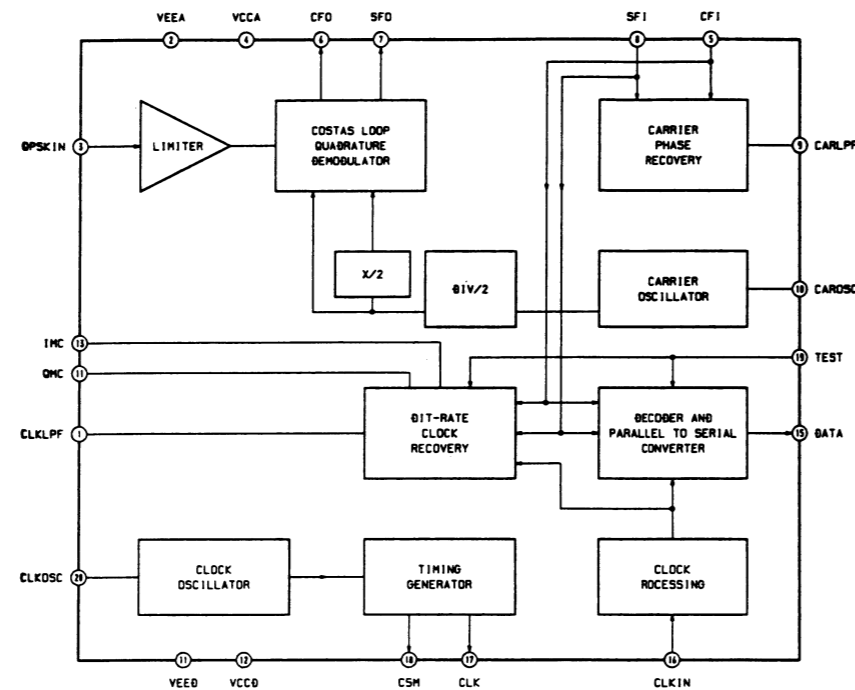 VEEA VCCA CFO SFO SFI CFI
2 4 6 7 8 5
QPSKIN 3
LIMITER
COSTAS LOOP
QUADRATURE
DEMODULATOR
CARRIER
PHASE
RECOVERY
9 CARLPF
X/2
DIV/2
CARRIER
OSCILLATOR
10 CAROSC
IMC 13
QMC 11
19 TEST
CLKLPF 1
BIT-RATE
CLOCK
RECOVERY
DECODER AND
PARALLEL TO SERIAL
CONVERTER
15 DATA
CLKOSC 20
CLOCK
OSCILLATOR
TIMING
GENERATOR
CLOCK
ROCESSING
11 12 18 17 16
VEED VCCD CSM CLK CLKIN